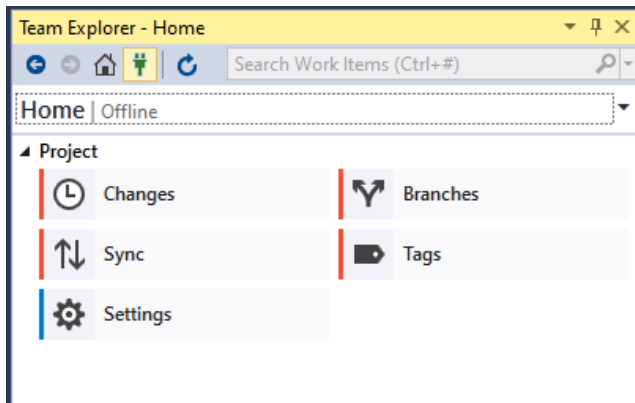 Team Explorer - Home
Search Work Items (Ctrl+#)
Home | Offline
Project
Changes
Branches
Sync
Tags
Settings